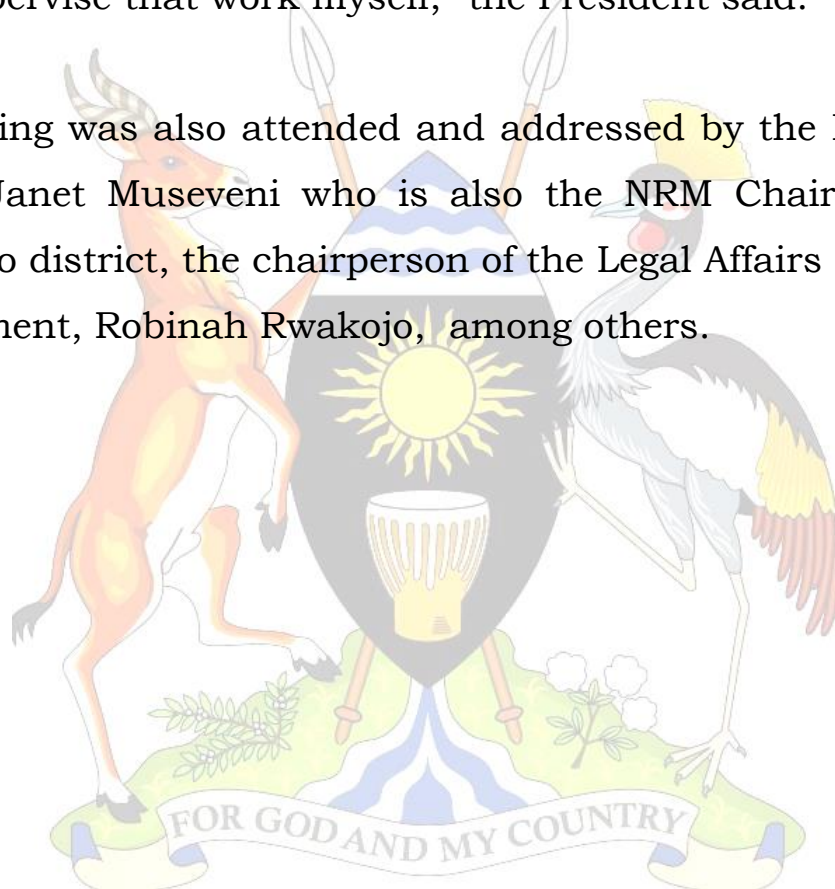 pervise that work myself," the President said.
ing was also attended and addressed by the
Janet Museveni who is also the NRM Chair
o district, the chairperson of the Legal Affairs
ment, Robinah Rwakojo, among others.
FOR GOD AND MY COUNTRY